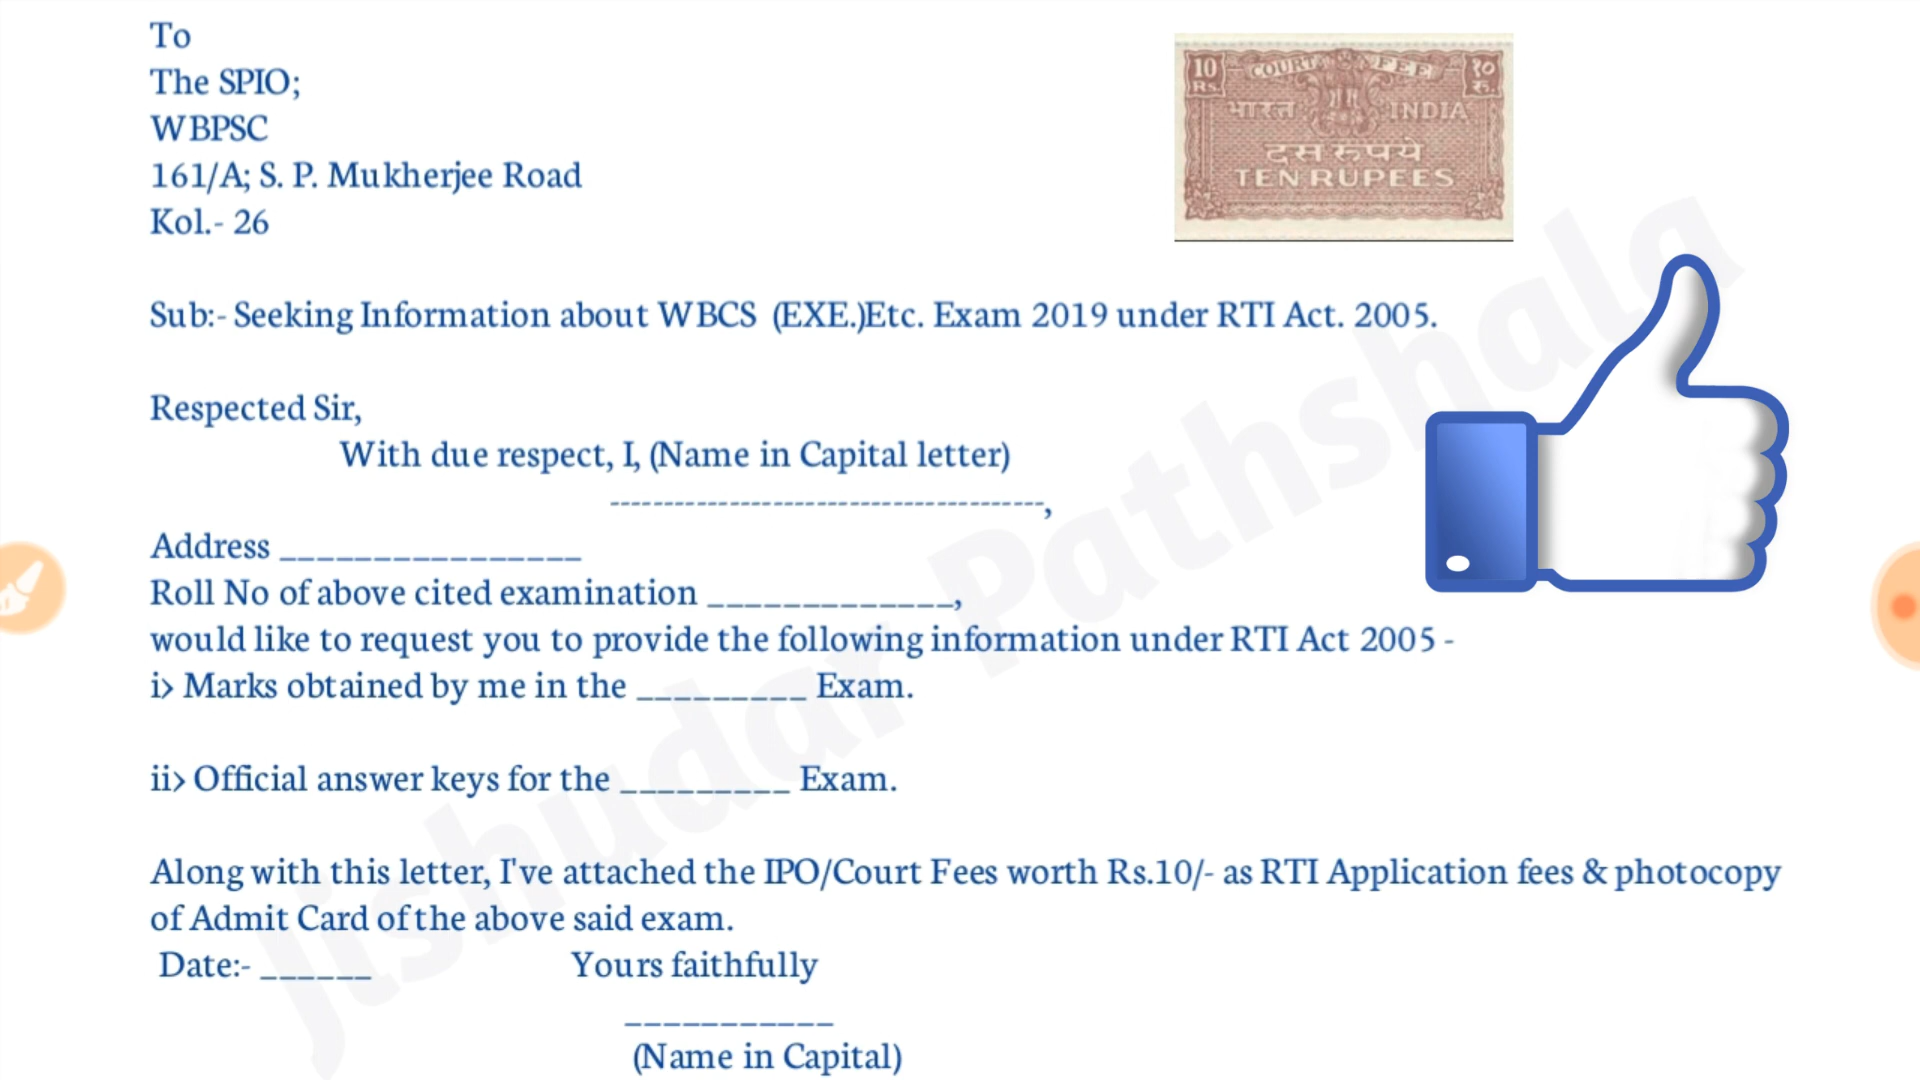 To
The SPIO;
WBPSC
161/A; S. P. Mukherjee Road
Kol.- 26
10 Rs. COURT FEE १० रु.
भारत INDIA
दस रुपये
TEN RUPEES
Sub:- Seeking Information about WBCS (EXE.)Etc. Exam 2019 under RTI Act. 2005.
Respected Sir,
With due respect, I, (Name in Capital letter)
----------------------------------------,
Address ________________
Roll No of above cited examination _____________,
would like to request you to provide the following information under RTI Act 2005 -
i> Marks obtained by me in the _________ Exam.
ii> Official answer keys for the _________ Exam.
Along with this letter, I've attached the IPO/Court Fees worth Rs.10/- as RTI Application fees & photocopy
of Admit Card of the above said exam.
Date:- ______ Yours faithfully
___________
(Name in Capital)
Jishudar Pathshala